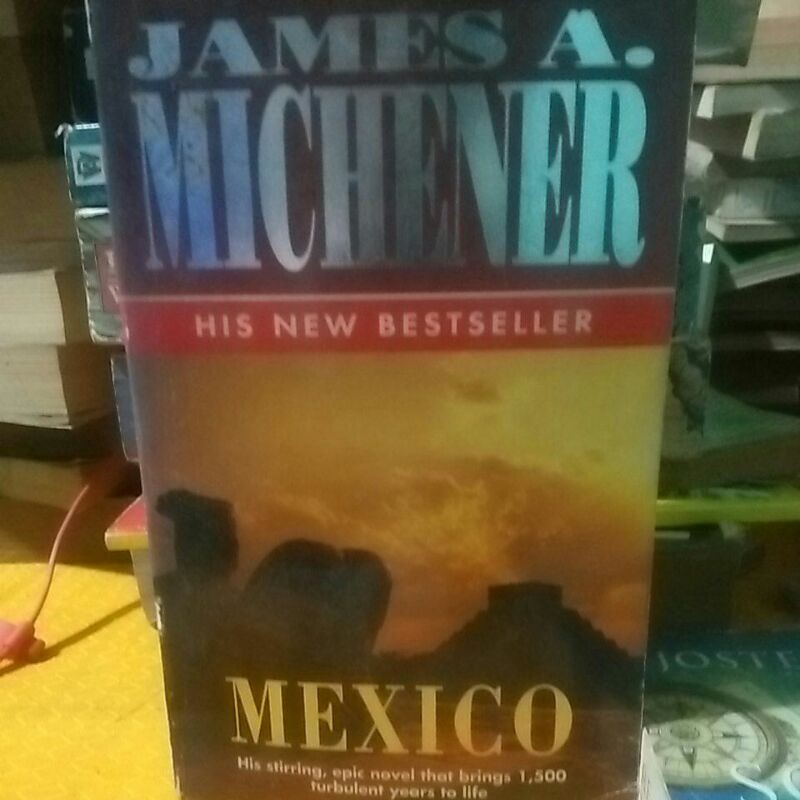 JAMES A.
MICHENER
HIS NEW BESTSELLER
MEXICO
His stirring, epic novel that brings 1,500
turbulent years to life